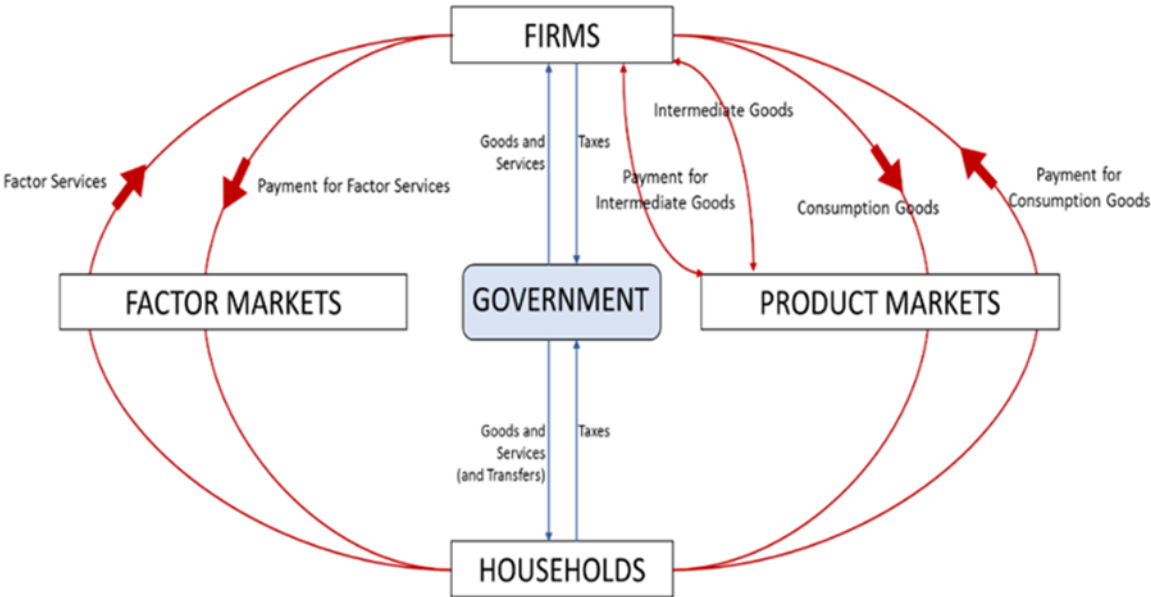 FIRMS
Intermediate Goods
Goods and
Services
Taxes
Factor Services
Payment for Factor Services
Payment for
Intermediate Goods
Consumption Goods
Payment for
Consumption Goods
FACTOR MARKETS
GOVERNMENT
PRODUCT MARKETS
Goods and
Services
(and Transfers)
Taxes
HOUSEHOLDS